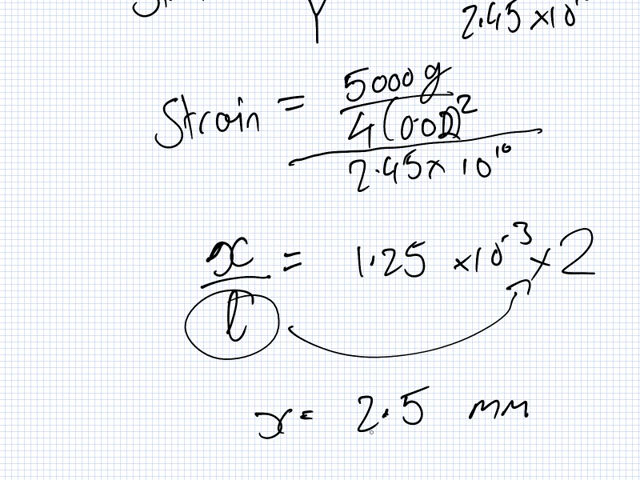 Y 2.45 ×10
Strain = 5000g / 4(0.02)² / 2.45 × 10¹⁰
x/l = 1.25 ×10⁻³ × 2
x = 2.5 mm